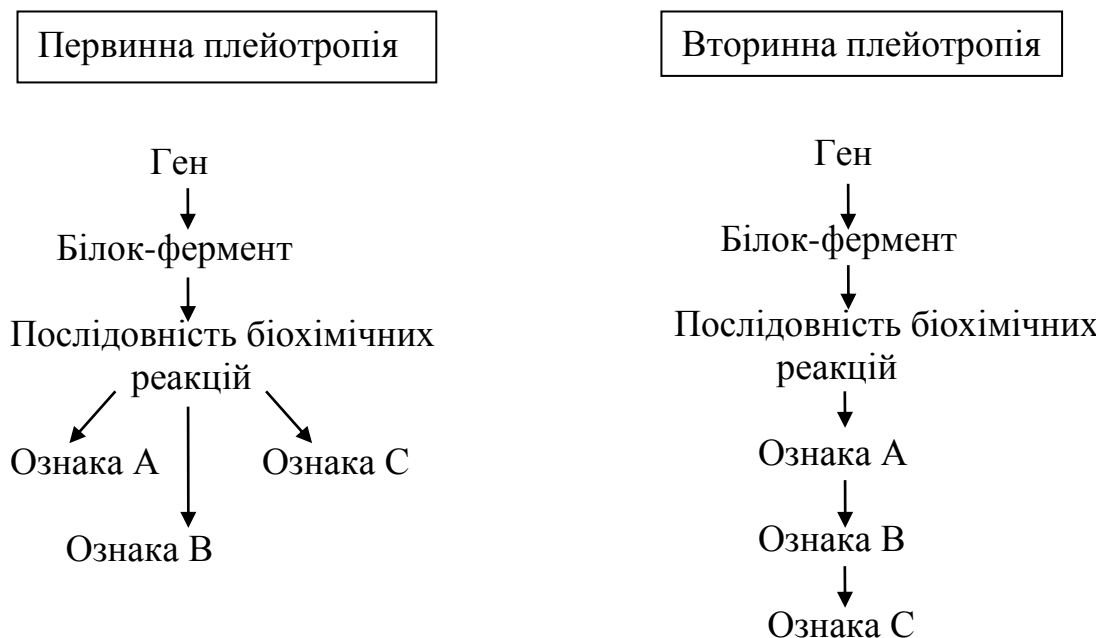 Первинна плейотропія
Ген
Білок-фермент
Послідовність біохімічних
реакцій
Ознака А
Ознака С
Ознака В
Вторинна плейотропія
Ген
Білок-фермент
Послідовність біохімічних
реакцій
Ознака А
Ознака В
Ознака С